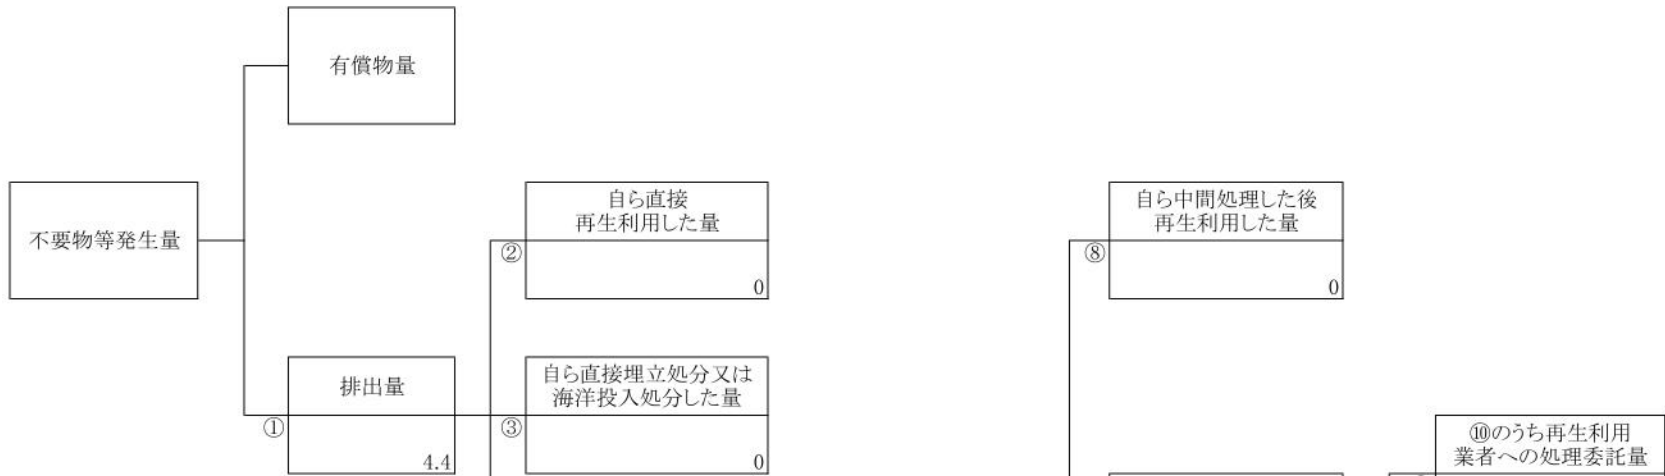 有償物量
不要物等発生量
自ら直接
再生利用した量
②
0
自ら中間処理した後
再生利用した量
⑧
0
排出量
①
4.4
自ら直接埋立処分又は
海洋投入処分した量
③
0
⑩のうち再生利用
業者への処理委託量